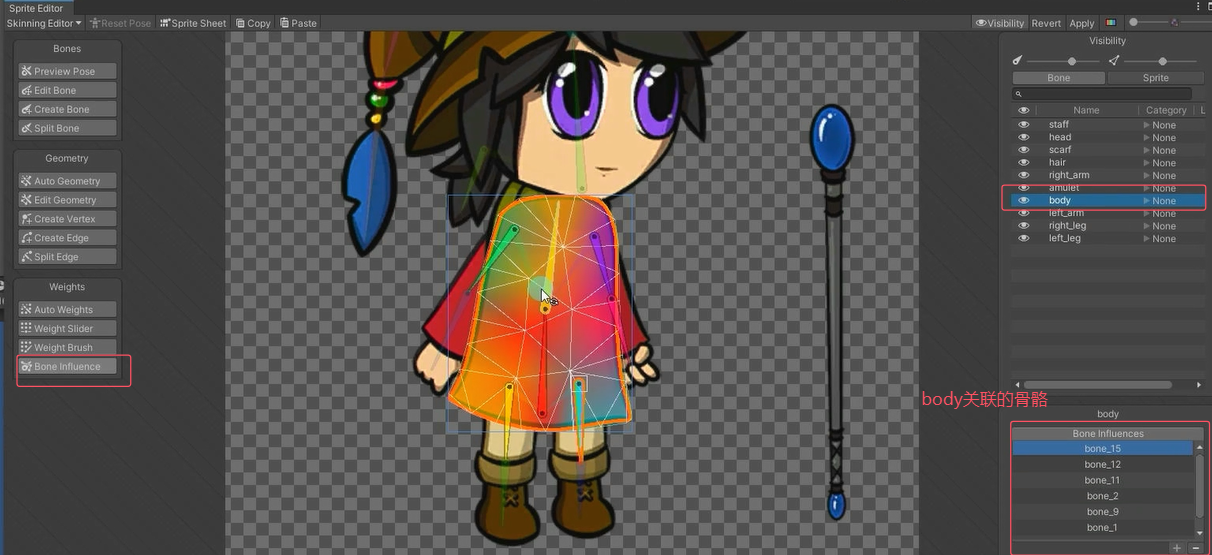 Sprite Editor
Skinning Editor Reset Pose Sprite Sheet Copy Paste Visibility Revert Apply
Bones
Preview Pose
Edit Bone
Create Bone
Split Bone
Geometry
Auto Geometry
Edit Geometry
Create Vertex
Create Edge
Split Edge
Weights
Auto Weights
Weight Slider
Weight Brush
Bone Influence
Visibility
Bone Sprite
Name Category L
staff None
head None
scarf None
hair None
right_arm None
amulet None
body None
left_arm None
right_leg None
left_leg None
body关联的骨骼
body
Bone Influences
bone_15
bone_12
bone_11
bone_2
bone_9
bone_1